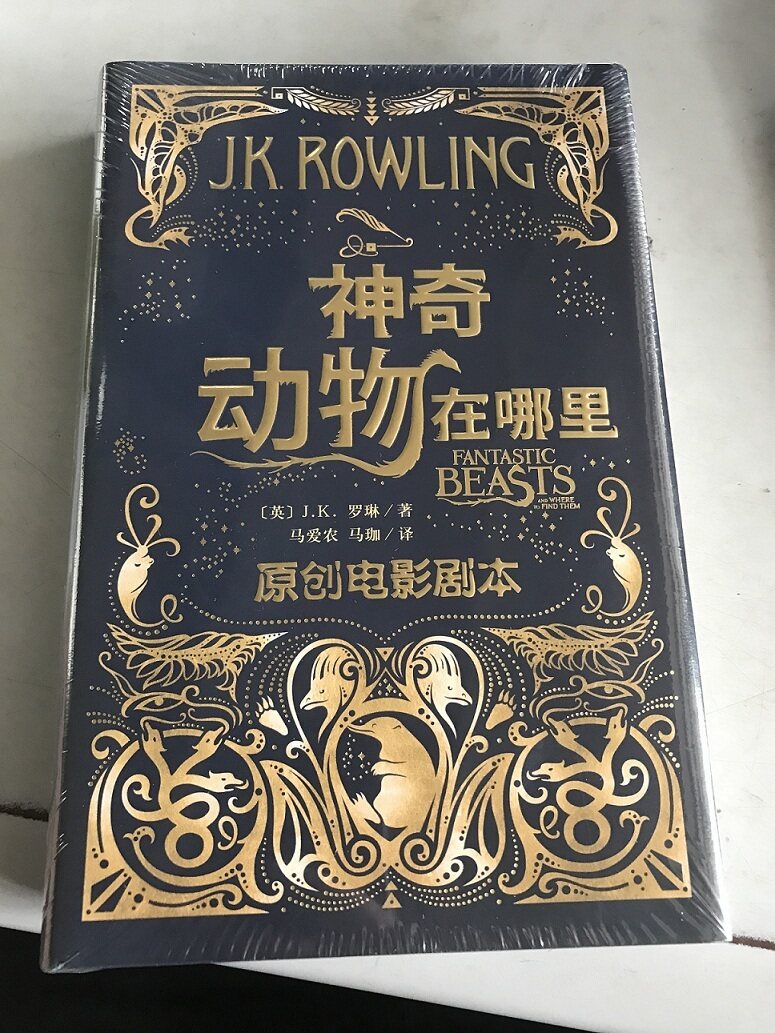 J.K. ROWLING
神奇
动物在哪里
FANTASTIC
BEASTS
AND WHERE
TO FIND THEM
〔英〕J.K. 罗琳／著
马爱农 马珈／译
原创电影剧本